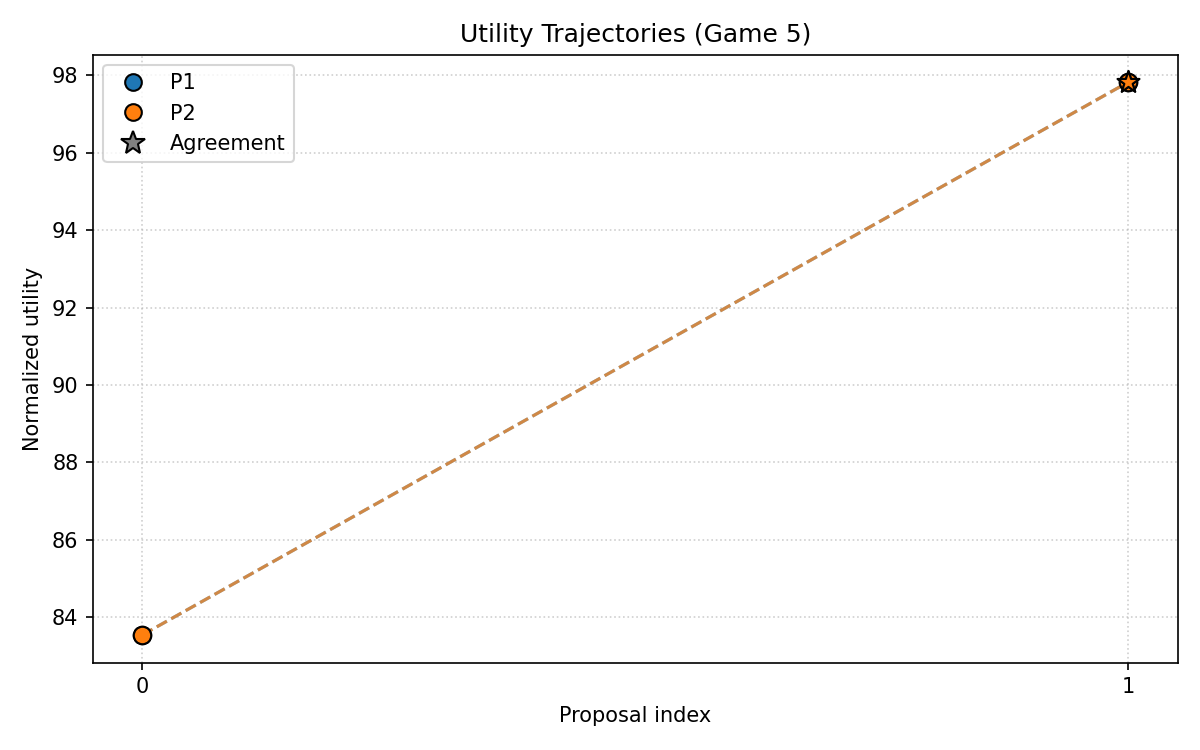 Utility Trajectories (Game 5)
P1
P2
Agreement
98
96
94
92
90
88
86
84
Normalized utility
0
1
Proposal index